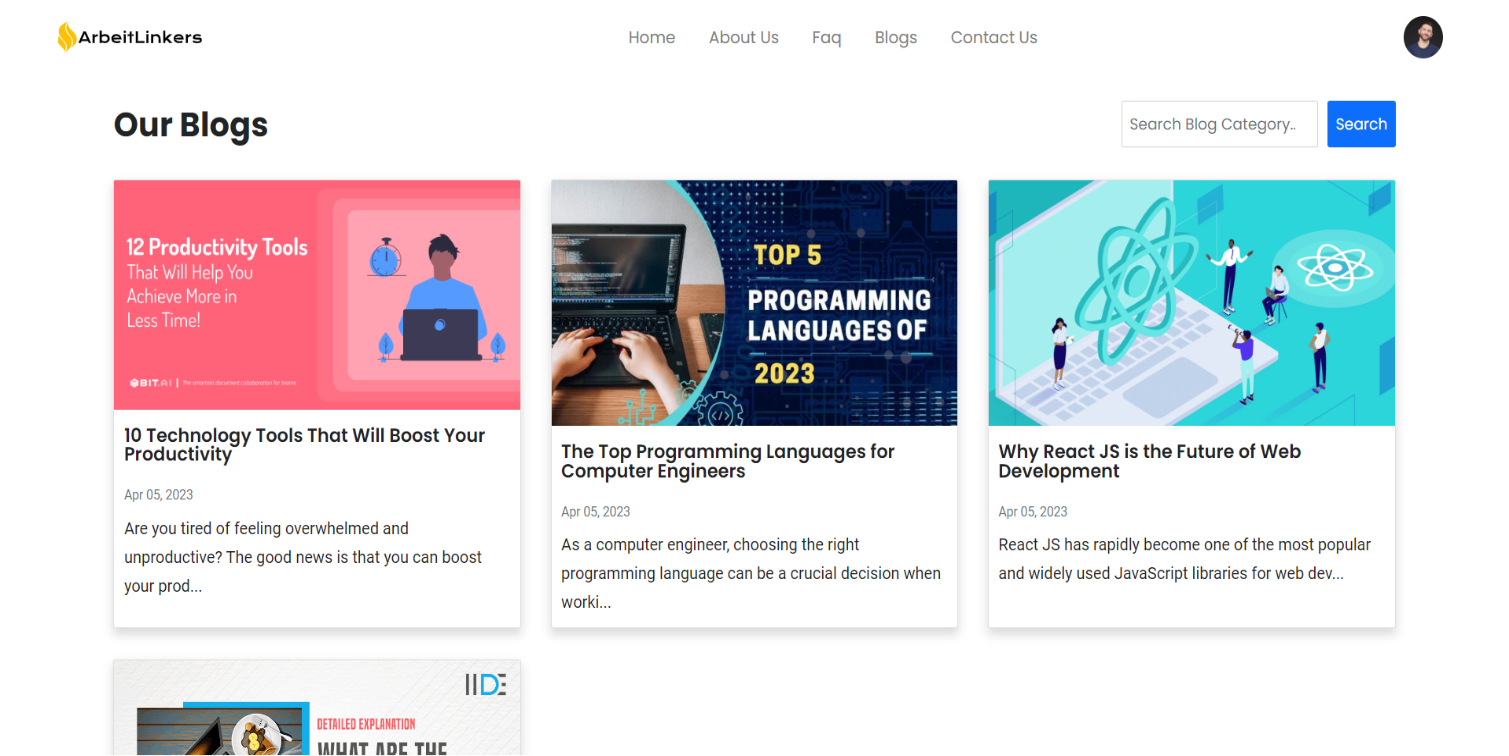 ArbeitLinkers
Home
About Us
Faq
Blogs
Contact Us
Our Blogs
Search Blog Category..
Search
12 Productivity Tools
That Will Help You
Achieve More in
Less Time!
BIT.AI | The smartest document collaboration for teams
10 Technology Tools That Will Boost Your
Productivity
Apr 05, 2023
Are you tired of feeling overwhelmed and
unproductive? The good news is that you can boost
your prod...
TOP 5
PROGRAMMING
LANGUAGES OF
2023
</>
The Top Programming Languages for
Computer Engineers
Apr 05, 2023
As a computer engineer, choosing the right
programming language can be a crucial decision when
worki...
Why React JS is the Future of Web
Development
Apr 05, 2023
React JS has rapidly become one of the most popular
and widely used JavaScript libraries for web dev...
IIDE
DETAILED EXPLANATION
WHAT ARE THE